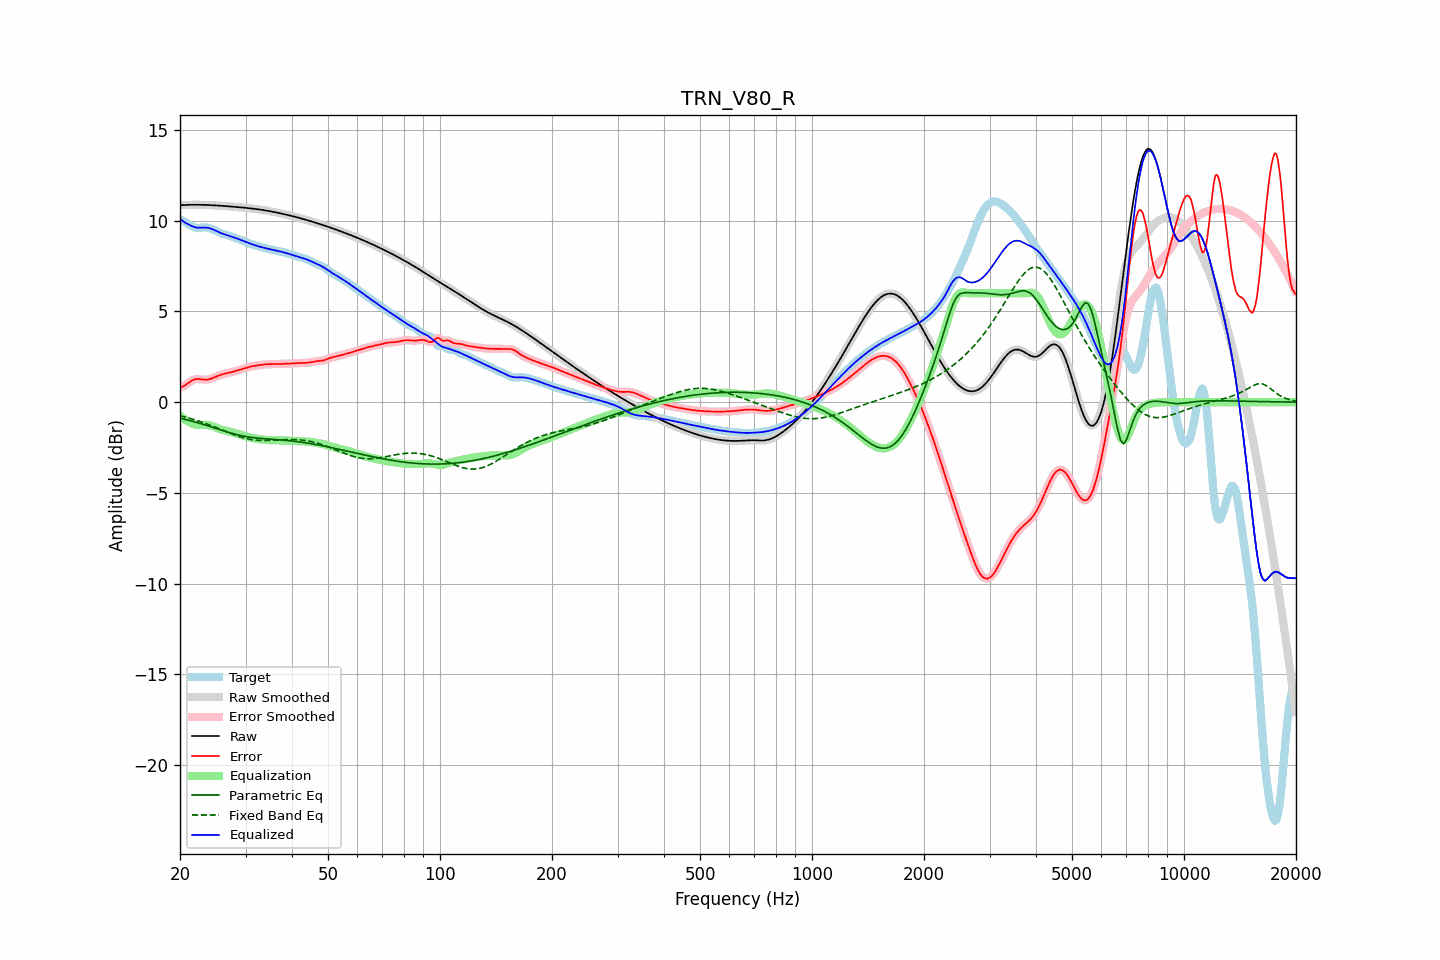 TRN_V80_R
15
10
5
0
−5
−10
−15
−20
Amplitude (dBr)
Target
Raw Smoothed
Error Smoothed
Raw
Error
Equalization
Parametric Eq
Fixed Band Eq
Equalized
20 50 100 200 500 1000 2000 5000 10000 20000
Frequency (Hz)